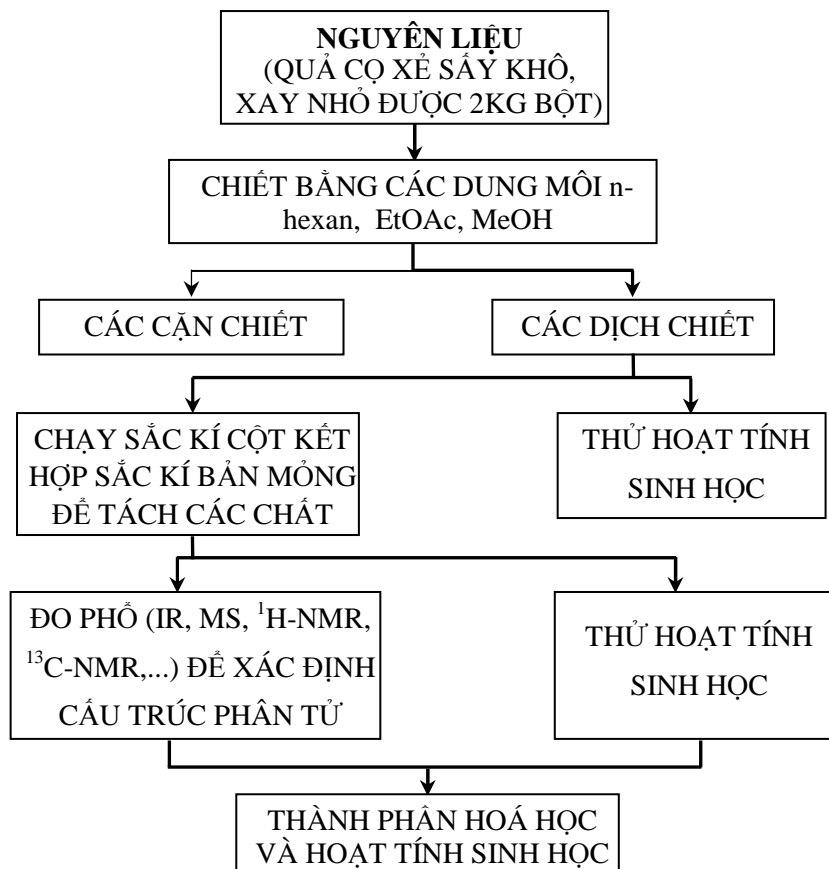 NGUYÊN LIỆU
(QUẢ CỌ XẺ SẤY KHÔ,
XAY NHỎ ĐƯỢC 2KG BỘT)
CHIẾT BẰNG CÁC DUNG MÔI n-
hexan, EtOAc, MeOH
CÁC CẶN CHIẾT
CÁC DỊCH CHIẾT
CHẠY SẮC KÍ CỘT KẾT
HỢP SẮC KÍ BẢN MỎNG
ĐỂ TÁCH CÁC CHẤT
THỬ HOẠT TÍNH
SINH HỌC
ĐO PHỔ (IR, MS, ¹H-NMR,
¹³C-NMR,...) ĐỂ XÁC ĐỊNH
CẤU TRÚC PHÂN TỬ
THỬ HOẠT TÍNH
SINH HỌC
THÀNH PHẦN HOÁ HỌC
VÀ HOẠT TÍNH SINH HỌC